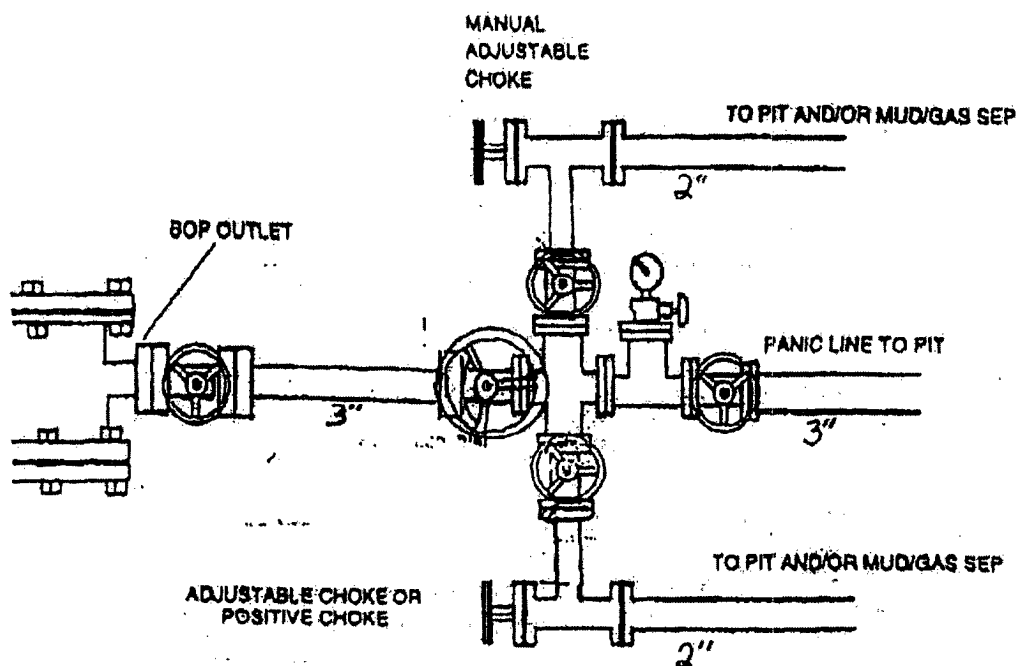 MANUAL
ADJUSTABLE
CHOKE
TO PIT AND/OR MUD/GAS SEP
2"
BOP OUTLET
PANIC LINE TO PIT
3"
3"
TO PIT AND/OR MUD/GAS SEP
ADJUSTABLE CHOKE OR
POSITIVE CHOKE
2"